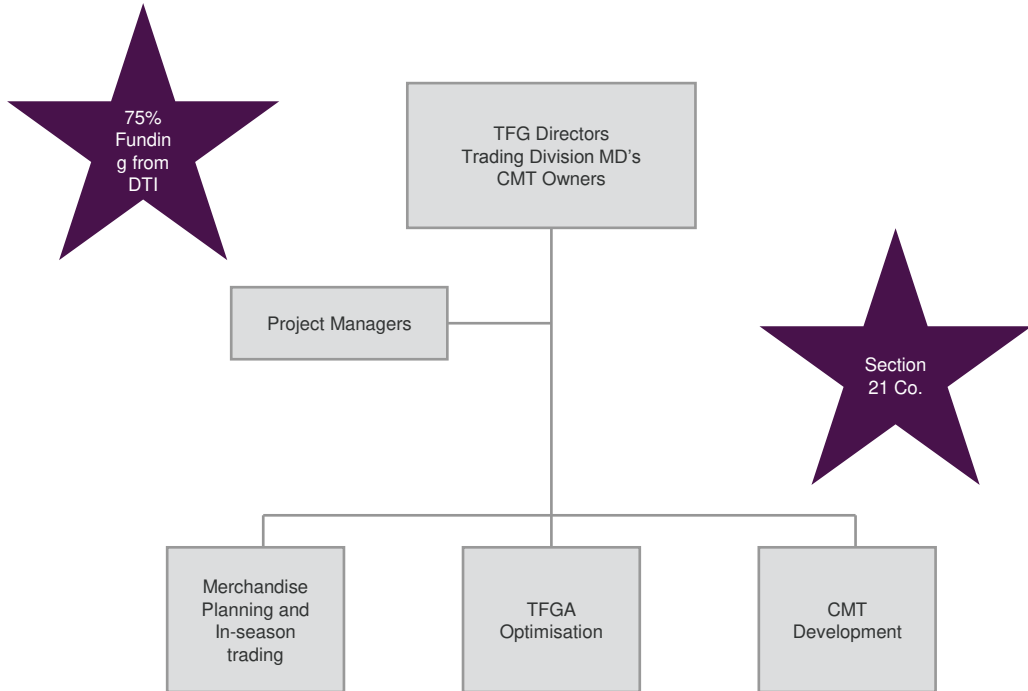 75%
Fundin
g from
DTI
TFG Directors
Trading Division MD's
CMT Owners
Project Managers
Section
21 Co.
Merchandise
Planning and
In-season
trading
TFGA
Optimisation
CMT
Development